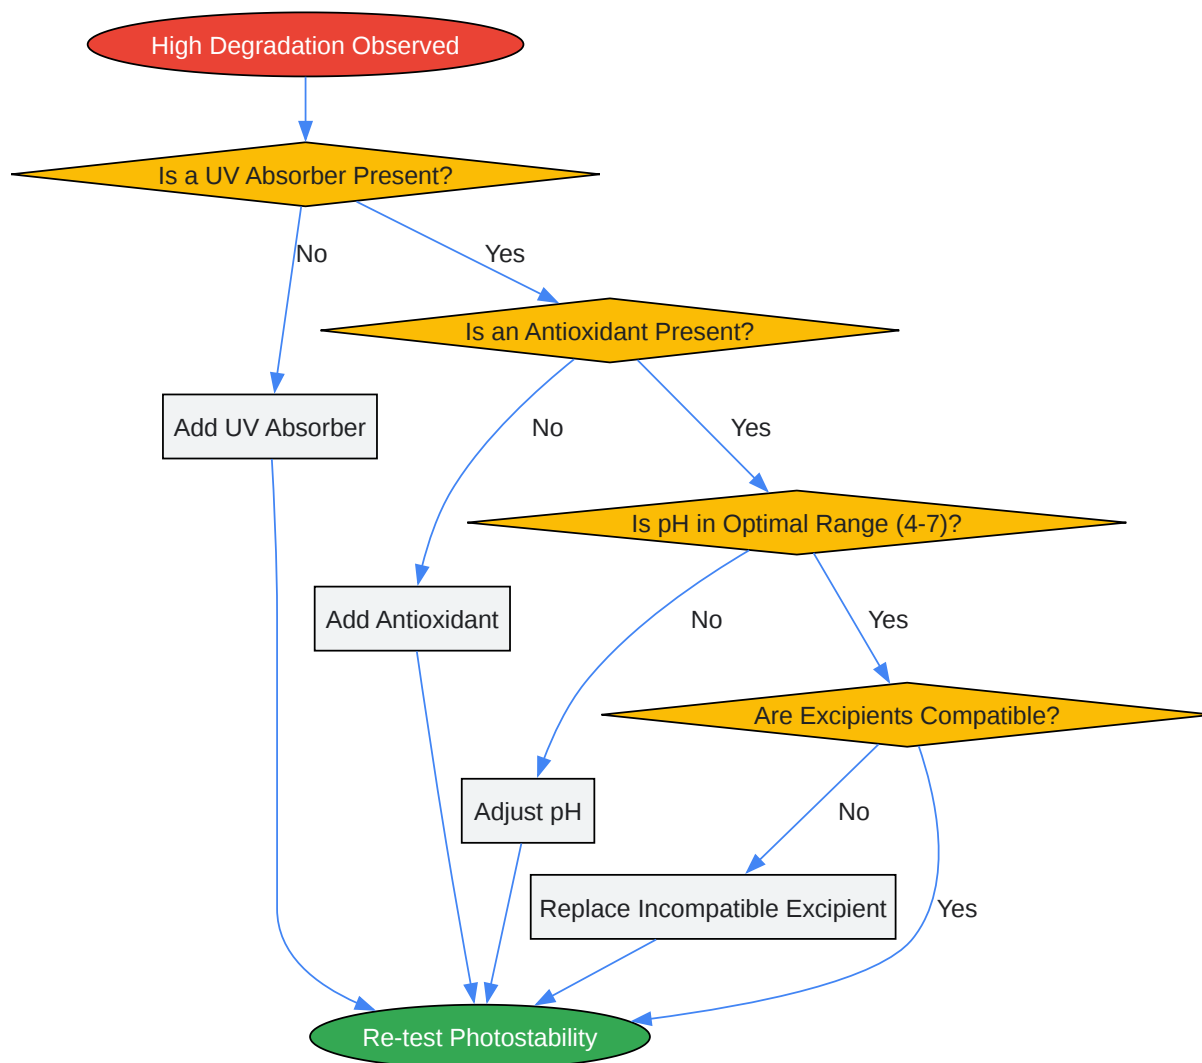 High Degradation Observed
Is a UV Absorber Present?
No
Yes
Is an Antioxidant Present?
Add UV Absorber
No
Yes
Is pH in Optimal Range (4-7)?
Add Antioxidant
No
Yes
Are Excipients Compatible?
Adjust pH
No
Replace Incompatible Excipient
Yes
Re-test Photostability